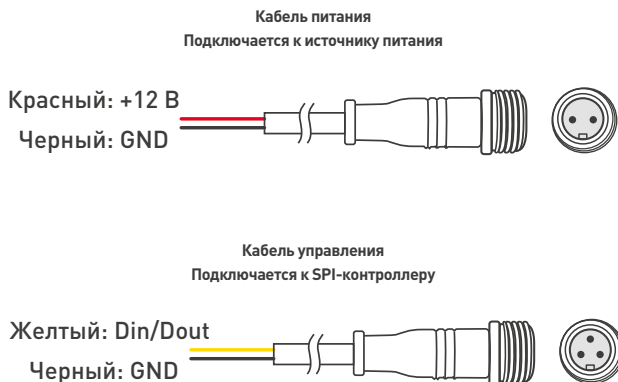 Кабель питания
Подключается к источнику питания
Красный: +12 В
Черный: GND
Кабель управления
Подключается к SPI-контроллеру
Желтый: Din/Dout
Черный: GND